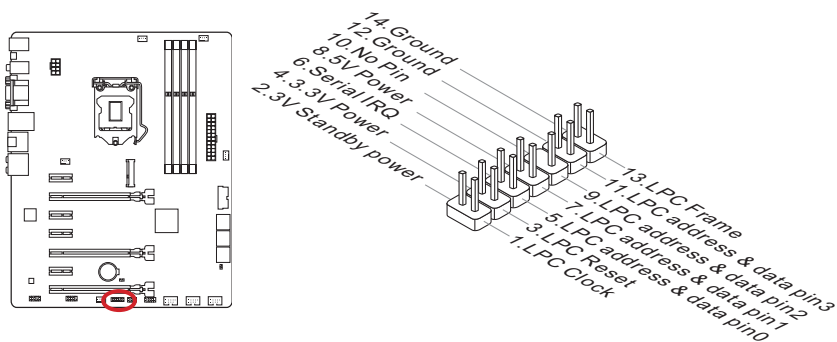 14.Ground
12.Ground
10.No Pin
8.5V Power
6.Serial IRQ
4.3.3V Power
2.3V Standby power
13.LPC Frame
11.LPC address & data pin3
9.LPC address & data pin2
7.LPC address & data pin1
5.LPC address & data pin0
3.LPC Reset
1.LPC Clock